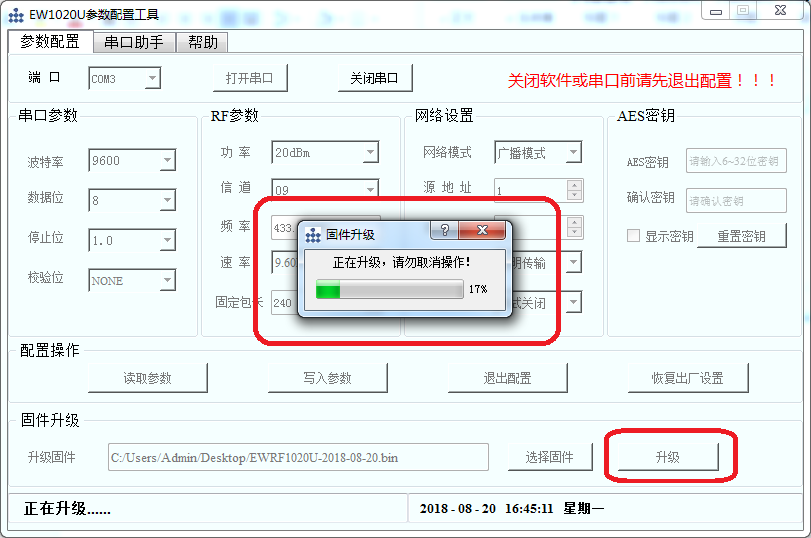 EW1020U参数配置工具
参数配置 串口助手 帮助
端 口 COM3 打开串口 关闭串口 关闭软件或串口前请先退出配置！！！
串口参数 RF参数 网络设置 AES密钥
波特率 9600 功 率 20dBm 网络模式 广播模式 AES密钥 请输入6~32位密钥
数据位 8 信 道 09 源 地 址 1 确认密钥 请确认密钥
停止位 1.0 频 率 433. 显示密钥 重置密钥
固件升级
正在升级，请勿取消操作！
17%
校验位 NONE 速 率 9.60 明传输
固定包长 240 式关闭
配置操作
读取参数 写入参数 退出配置 恢复出厂设置
固件升级
升级固件 C:/Users/Admin/Desktop/EWRF1020U-2018-08-20.bin 选择固件 升级
正在升级...... 2018-08-20 16:45:11 星期一